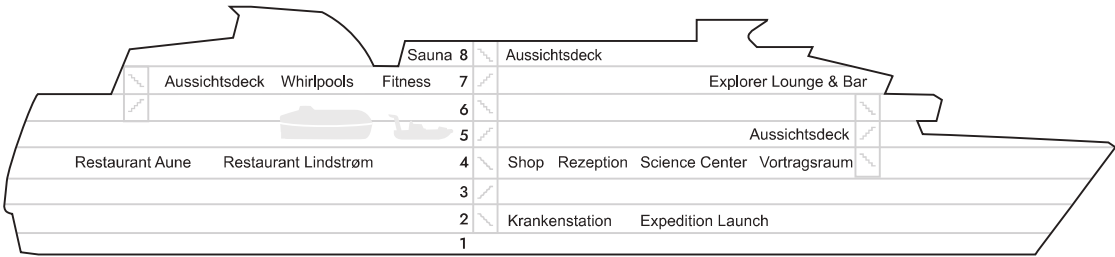 Sauna 8 Aussichtsdeck
Aussichtsdeck Whirlpools Fitness 7 Explorer Lounge & Bar
6
5 Aussichtsdeck
Restaurant Aune Restaurant Lindstrøm 4 Shop Rezeption Science Center Vortragsraum
3
2 Krankenstation Expedition Launch
1